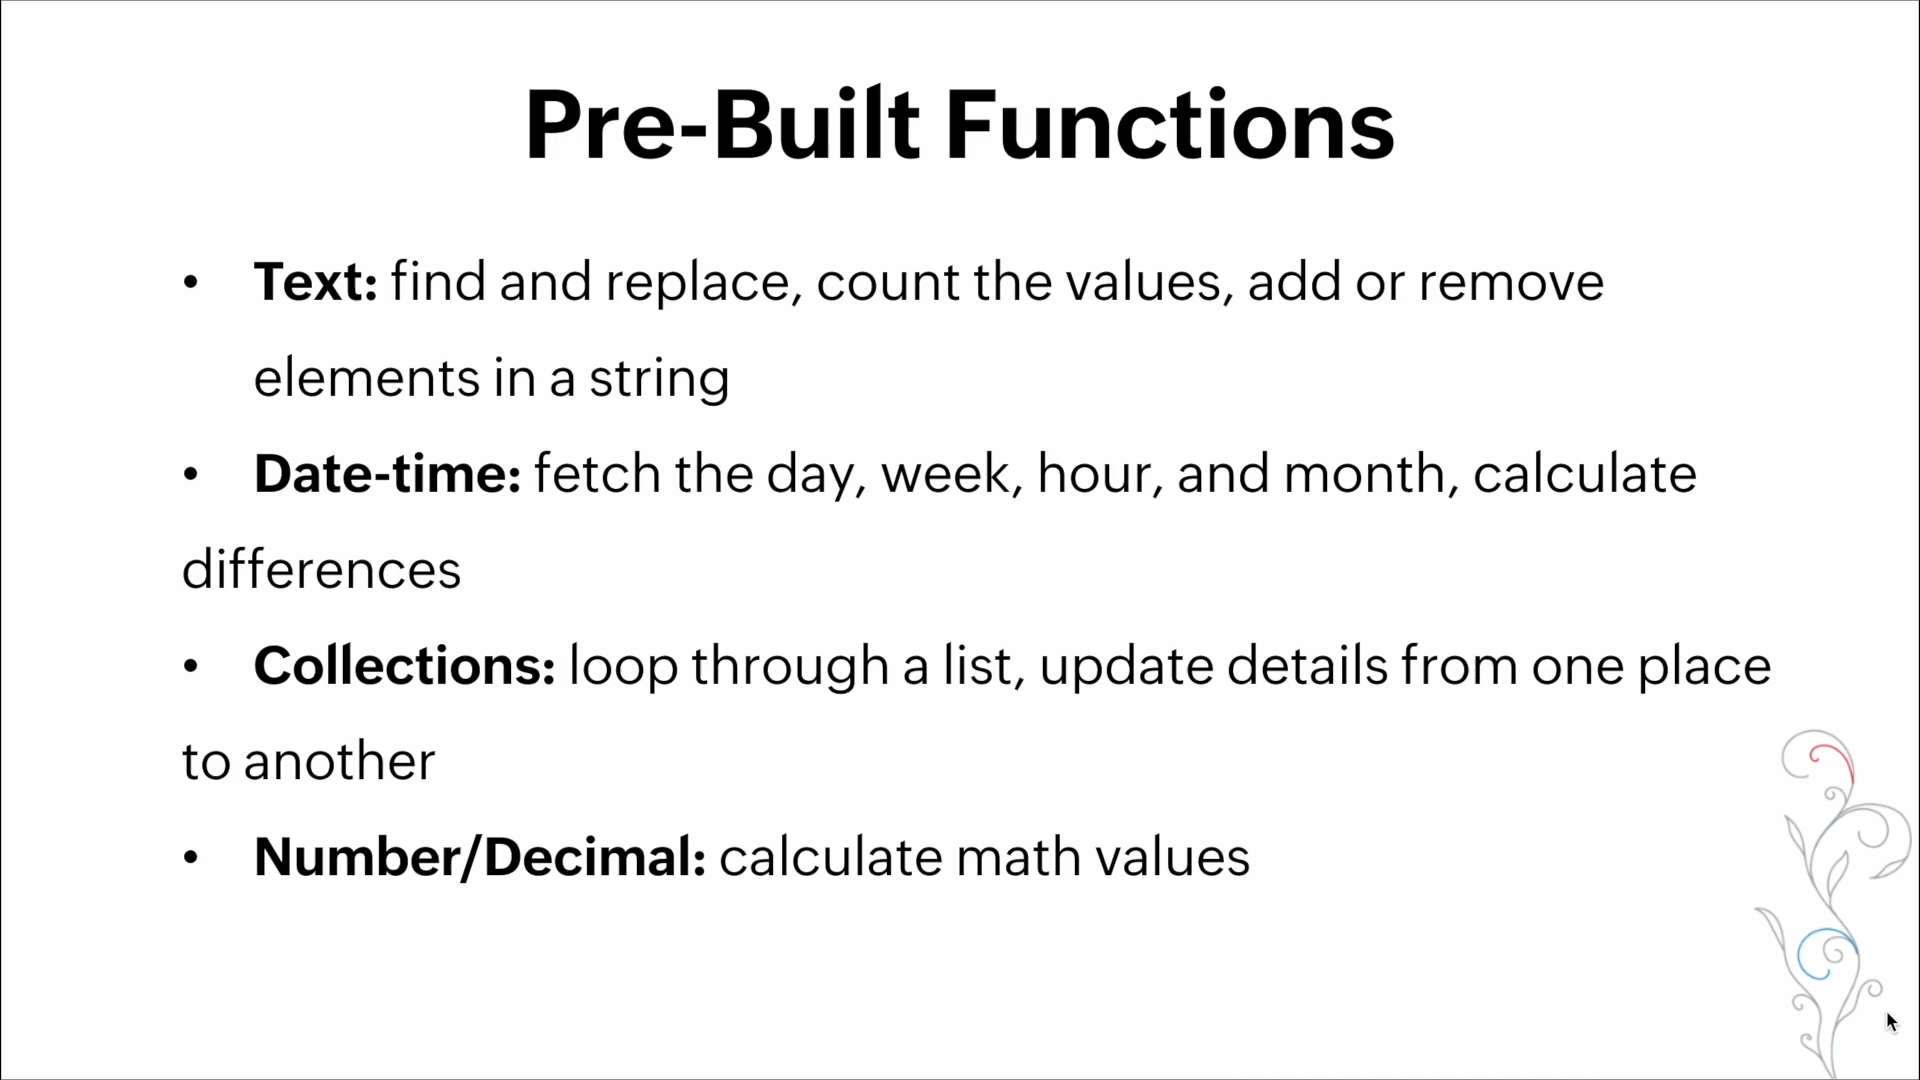 Pre-Built Functions
• Text: find and replace, count the values, add or remove
elements in a string
• Date-time: fetch the day, week, hour, and month, calculate
differences
• Collections: loop through a list, update details from one place
to another
• Number/Decimal: calculate math values